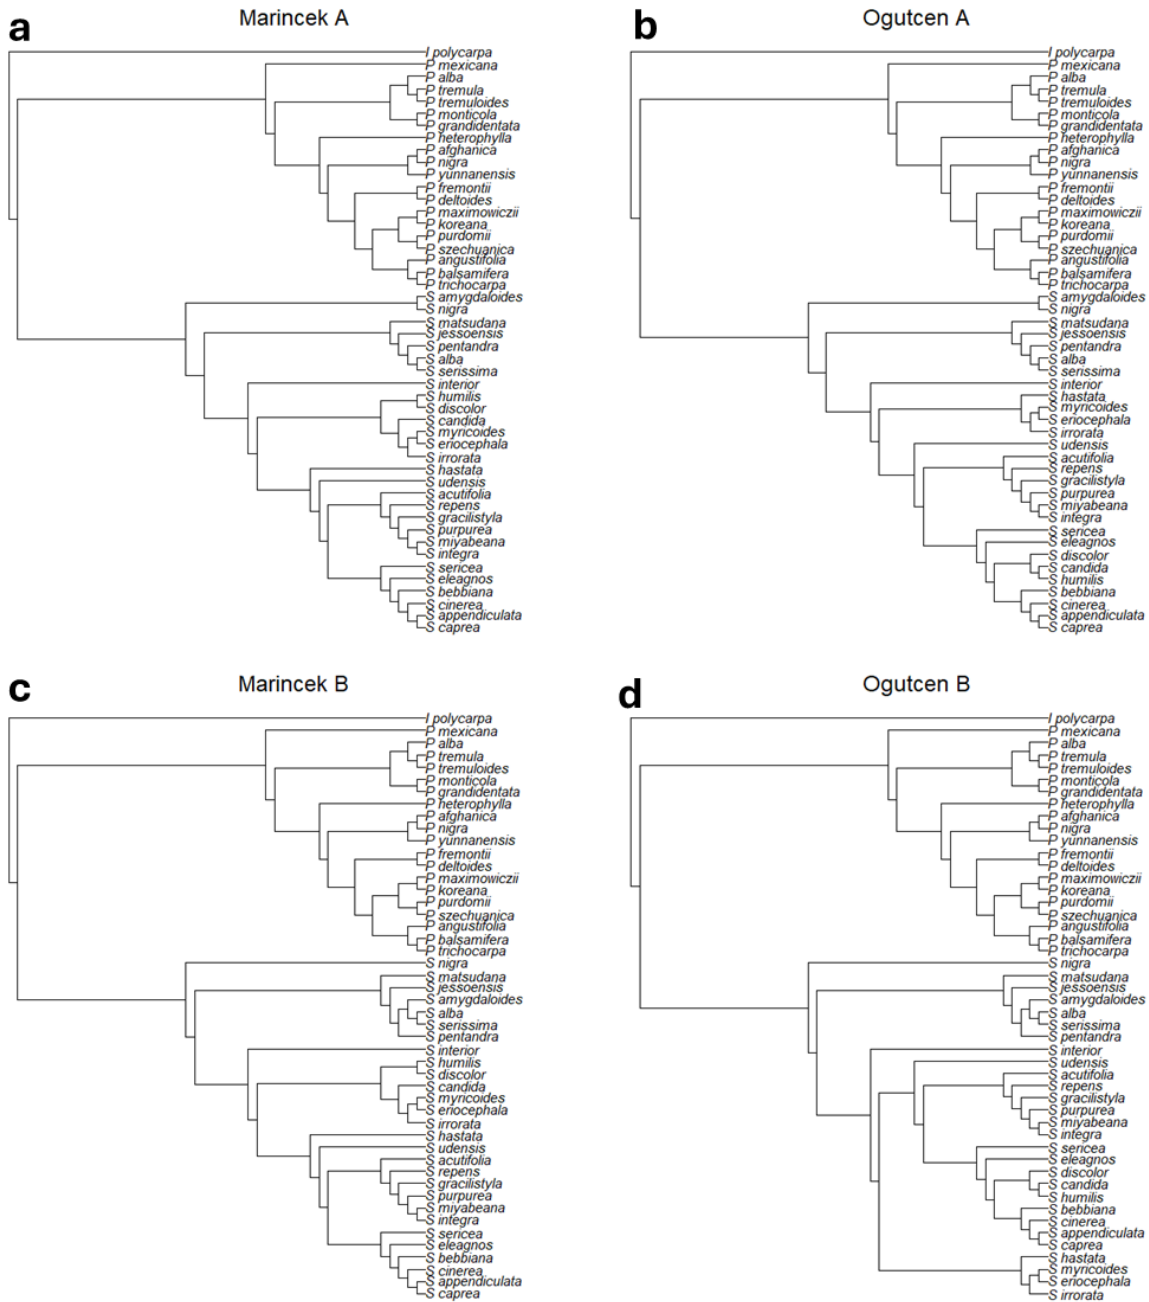 a
Marincek A
I polycarpa
P mexicana
P alba
P tremula
P tremuloides
P monticola
P grandidentata
P heterophylla
P afghanica
P nigra
P yunnanensis
P fremontii
P deltoides
P maximowiczii
P koreana
P purdomii
P szechuanica
P angustifolia
P balsamifera
P trichocarpa
S amygdaloides
S nigra
S matsudana
S jessoensis
S pentandra
S alba
S serissima
S interior
S humilis
S discolor
S candida
S myricoides
S eriocephala
S irrorata
S hastata
S udensis
S acutifolia
S repens
S gracilistyla
S purpurea
S miyabeana
S integra
S sericea
S eleagnos
S bebbiana
S cinerea
S appendiculata
S caprea
b
Ogutcen A
I polycarpa
P mexicana
P alba
P tremula
P tremuloides
P monticola
P grandidentata
P heterophylla
P afghanica
P nigra
P yunnanensis
P fremontii
P deltoides
P maximowiczii
P koreana
P purdomii
P szechuanica
P angustifolia
P balsamifera
P trichocarpa
S amygdaloides
S nigra
S matsudana
S jessoensis
S pentandra
S alba
S serissima
S interior
S hastata
S myricoides
S eriocephala
S irrorata
S udensis
S acutifolia
S repens
S gracilistyla
S purpurea
S miyabeana
S integra
S sericea
S eleagnos
S discolor
S candida
S humilis
S bebbiana
S cinerea
S appendiculata
S caprea
c
Marincek B
I polycarpa
P mexicana
P alba
P tremula
P tremuloides
P monticola
P grandidentata
P heterophylla
P afghanica
P nigra
P yunnanensis
P fremontii
P deltoides
P maximowiczii
P koreana
P purdomii
P szechuanica
P angustifolia
P balsamifera
P trichocarpa
S nigra
S matsudana
S jessoensis
S amygdaloides
S alba
S serissima
S pentandra
S interior
S humilis
S discolor
S candida
S myricoides
S eriocephala
S irrorata
S hastata
S udensis
S acutifolia
S repens
S gracilistyla
S purpurea
S miyabeana
S integra
S sericea
S eleagnos
S bebbiana
S cinerea
S appendiculata
S caprea
d
Ogutcen B
I polycarpa
P mexicana
P alba
P tremula
P tremuloides
P monticola
P grandidentata
P heterophylla
P afghanica
P nigra
P yunnanensis
P fremontii
P deltoides
P maximowiczii
P koreana
P purdomii
P szechuanica
P angustifolia
P balsamifera
P trichocarpa
S nigra
S matsudana
S jessoensis
S amygdaloides
S alba
S serissima
S pentandra
S interior
S udensis
S acutifolia
S repens
S gracilistyla
S purpurea
S miyabeana
S integra
S sericea
S eleagnos
S discolor
S candida
S humilis
S bebbiana
S cinerea
S appendiculata
S caprea
S hastata
S myricoides
S eriocephala
S irrorata